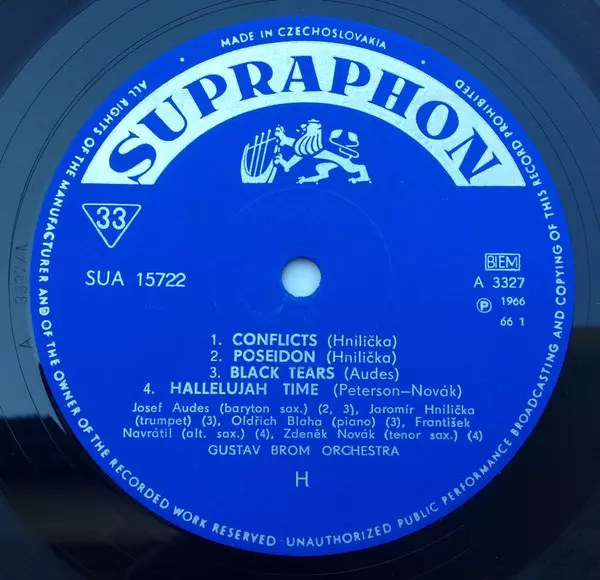 MADE IN CZECHOSLOVAKIA
SUPRAPHON
33
SUA 15722
BIEM
A 3327
Ⓟ 1966
66 1
1. CONFLICTS (Hnilička)
2. POSEIDON (Hnilička)
3. BLACK TEARS (Audes)
4. HALLELUJAH TIME (Peterson—Novák)
Josef Audes (baryton sax.) (2, 3), Jaromír Hnilička
(trumpet) (3), Oldřich Blaha (piano) (3), František
Navrátil (alt. sax.) (4), Zdeněk Novák (tenor sax.) (4)
GUSTAV BROM ORCHESTRA
H
ALL RIGHTS OF THE MANUFACTURER AND OF THE OWNER OF THE RECORDED WORK RESERVED · UNAUTHORIZED PUBLIC PERFORMANCE BROADCASTING AND COPYING OF THIS RECORD PROHIBITED